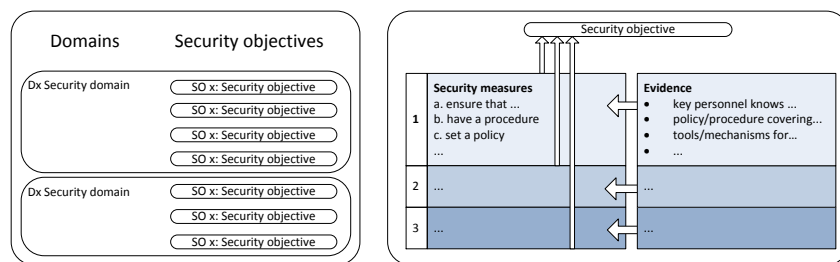 Domains Security objectives
Dx Security domain
SO x: Security objective
SO x: Security objective
SO x: Security objective
SO x: Security objective
Dx Security domain
SO x: Security objective
SO x: Security objective
SO x: Security objective
Security objective
1
Security measures
a. ensure that ...
b. have a procedure
c. set a policy
...
Evidence
• key personnel knows ...
• policy/procedure covering...
• tools/mechanisms for...
• ...
2 ... ...
3 ... ...